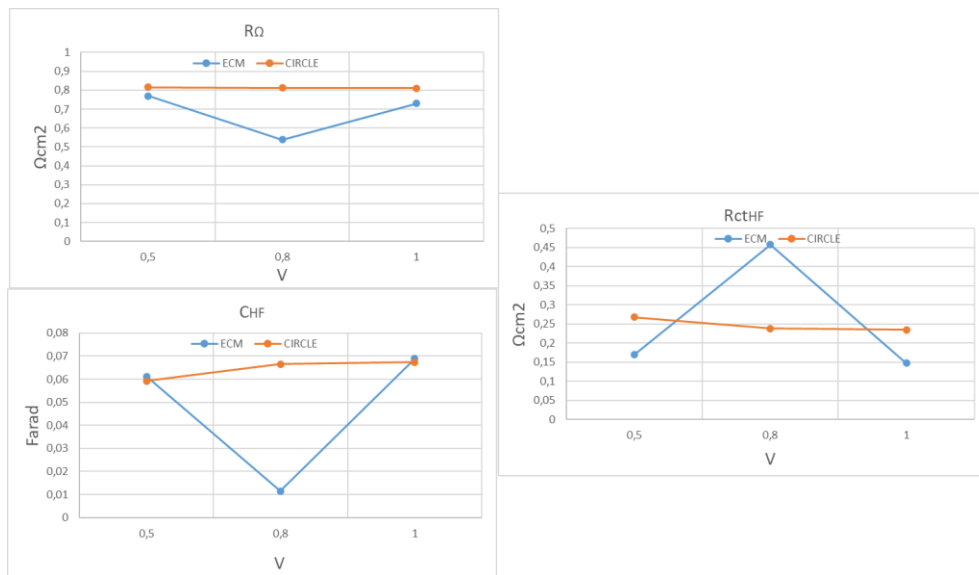 RΩ
ECM CIRCLE
1
0,9
0,8
0,7
0,6
0,5
0,4
0,3
0,2
0,1
0
Ωcm2
0,5 0,8 1
V
CHF
0,08
0,07
0,06
0,05
0,04
0,03
0,02
0,01
0
ECM CIRCLE
Farad
0,5 0,8 1
V
RctHF
0,5
0,45
0,4
0,35
0,3
0,25
0,2
0,15
0,1
0,05
0
ECM CIRCLE
Ωcm2
0,5 0,8 1
V